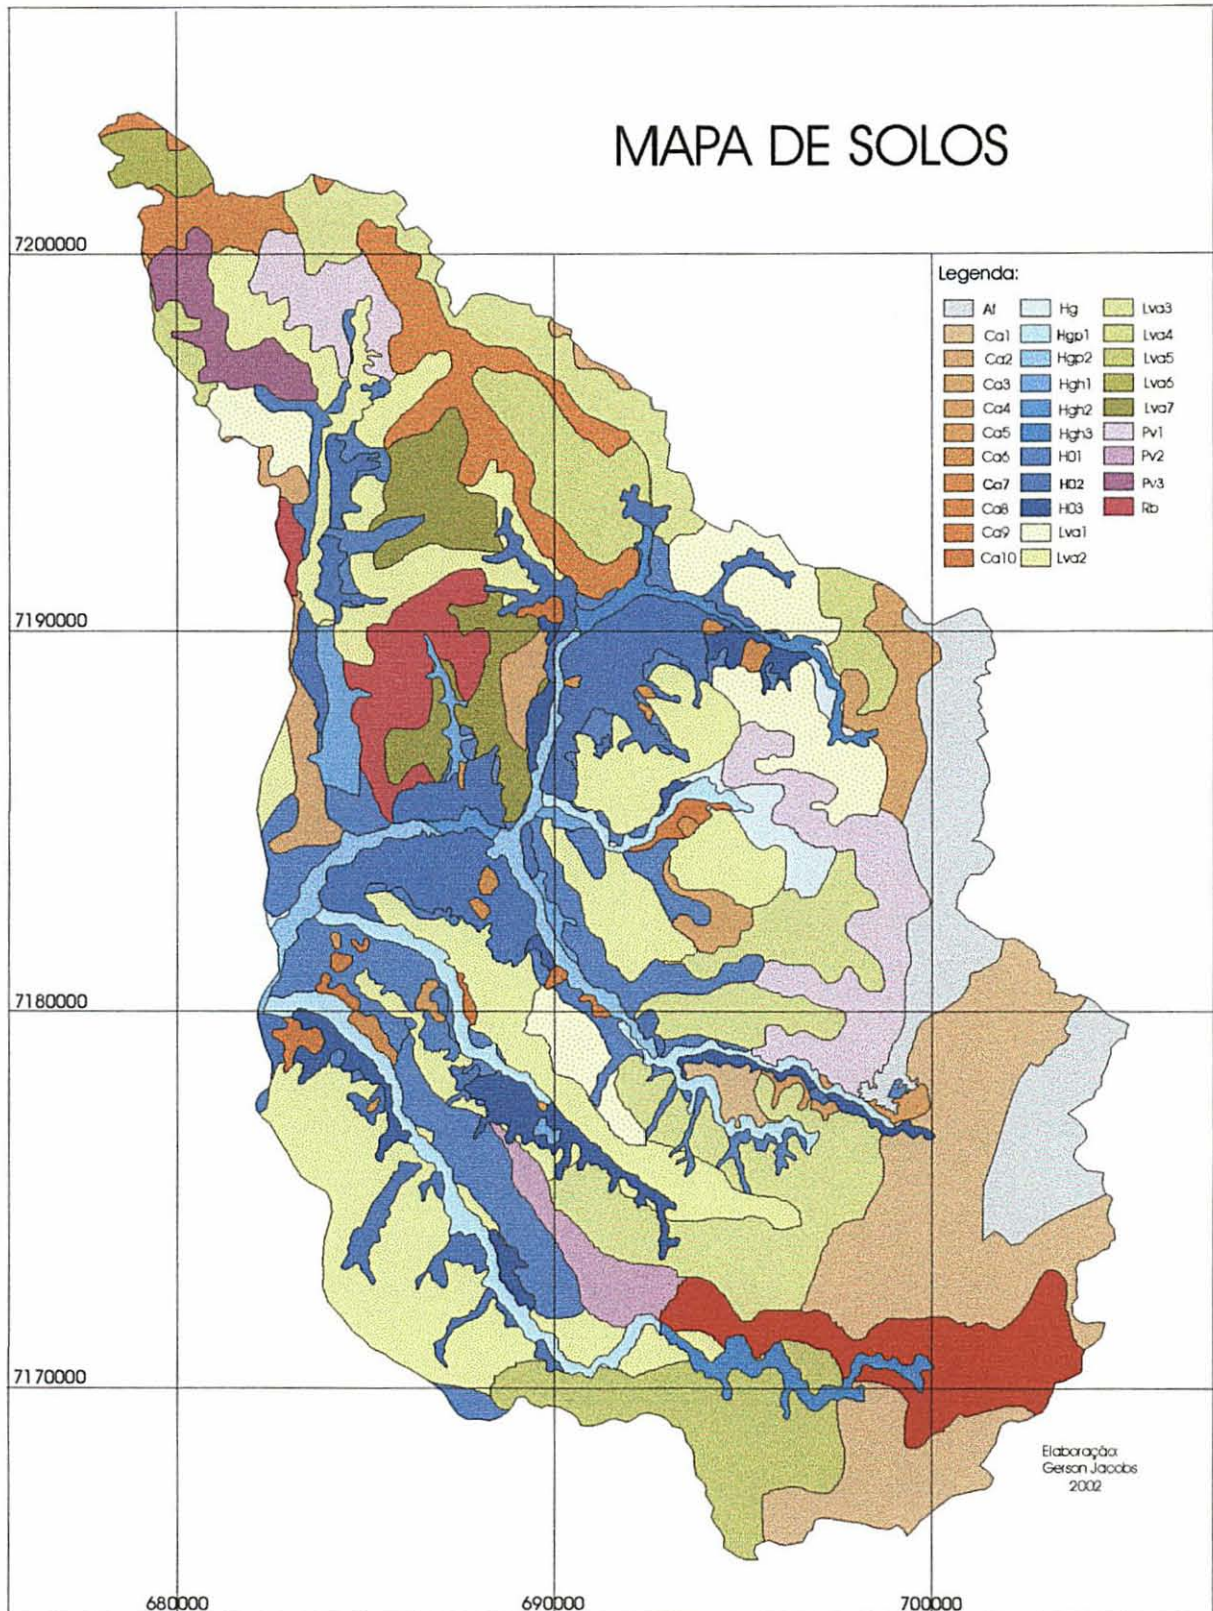 MAPA DE SOLOS
7200000
Legenda:
Af
Hg
Lva3
Ca1
Hgp1
Lva4
Ca2
Hgp2
Lva5
Ca3
Hgh1
Lva6
Ca4
Hgh2
Lva7
Ca5
Hgh3
Pv1
Ca6
H01
Pv2
Ca7
H02
Pv3
Ca8
H03
Rb
Ca9
Lva1
Ca10
Lva2
7190000
7180000
7170000
Elaboração:
Gerson Jacobs
2002
680000
690000
700000